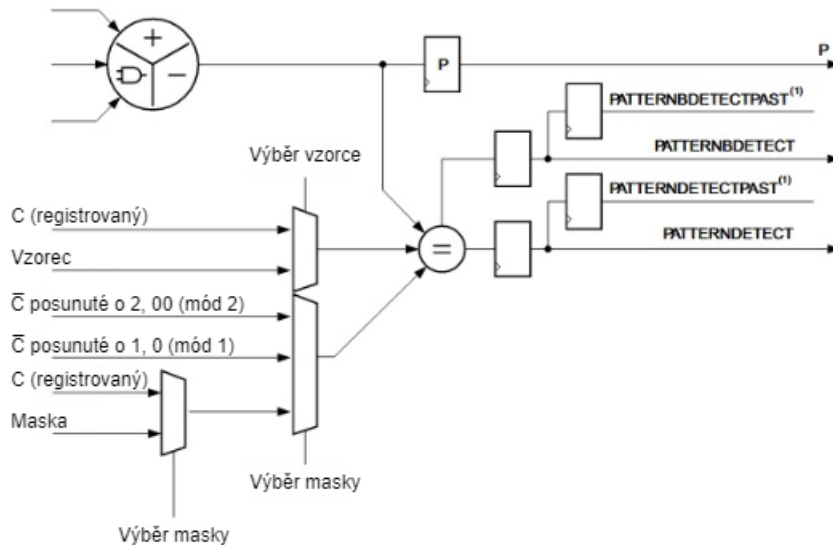 P
P
PATTERNBDETECTPAST(1)
Výběr vzorce
PATTERNBDETECT
PATTERNDETECTPAST(1)
C (registrovaný)
PATTERNDETECT
Vzorec
C̅ posunuté o 2, 00 (mód 2)
C̅ posunuté o 1, 0 (mód 1)
C (registrovaný)
Maska
Výběr masky
Výběr masky